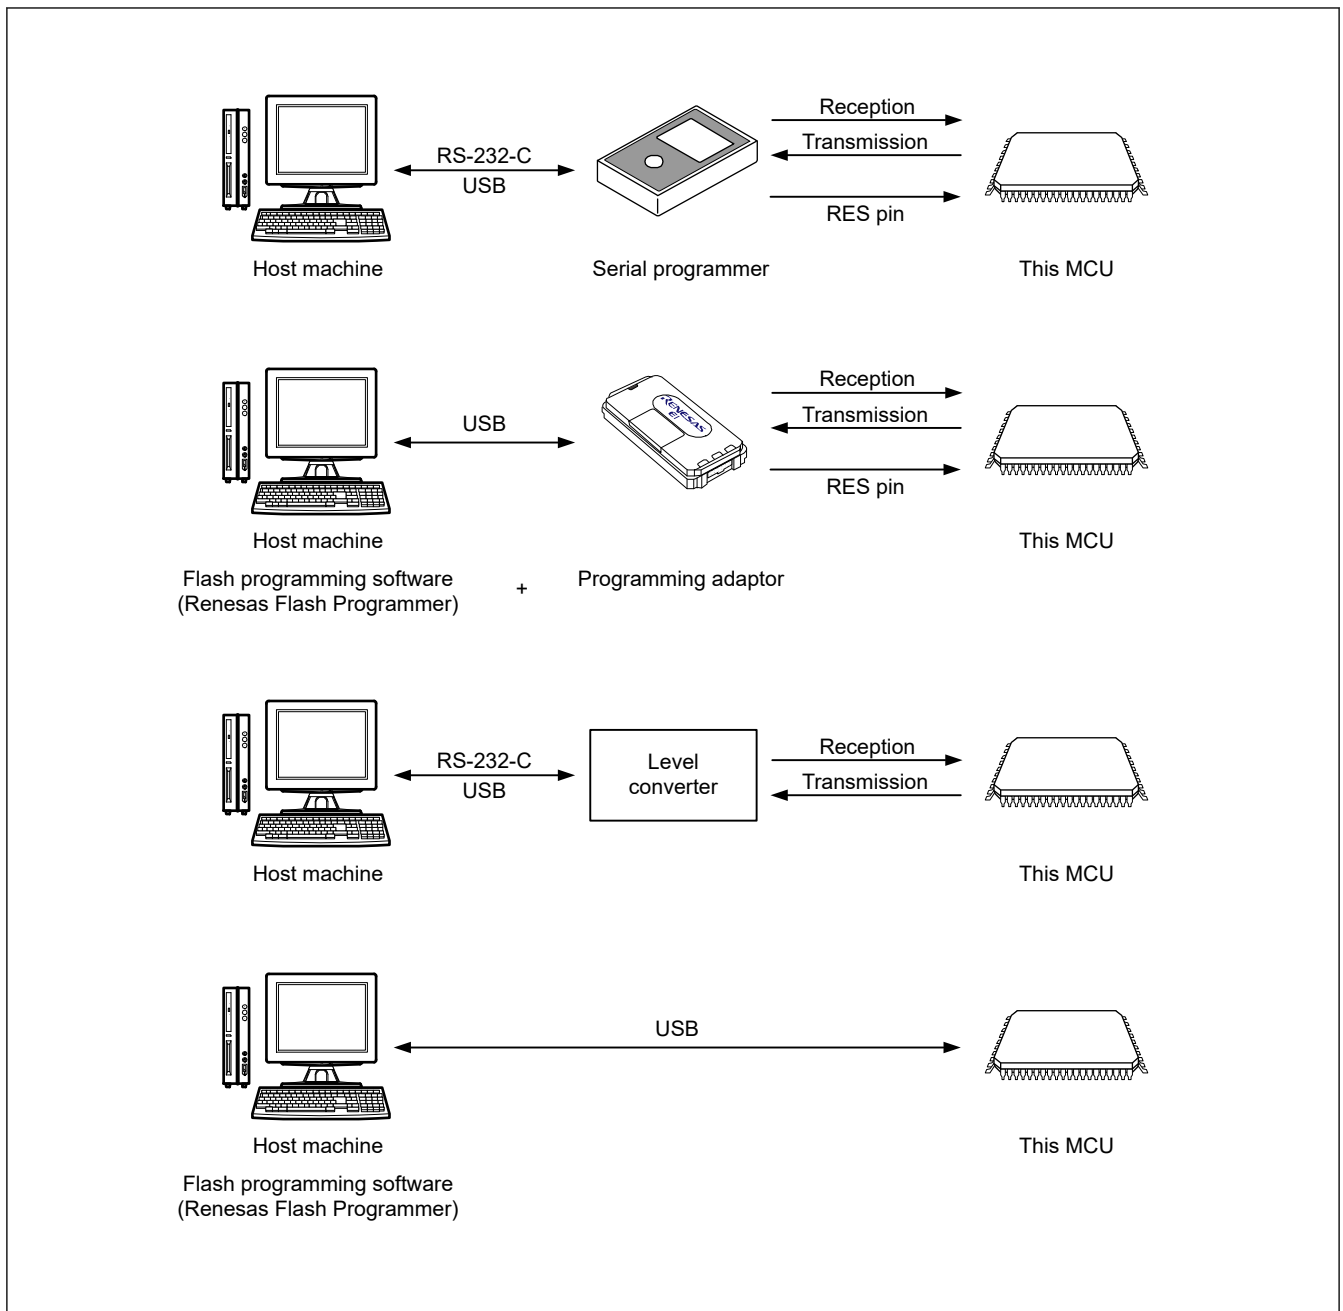 Reception
RS-232-C
Transmission
USB
RES pin
Host machine
Serial programmer
This MCU
Reception
USB
Transmission
RENESAS
E1
RES pin
Host machine
This MCU
Flash programming software
(Renesas Flash Programmer)
+
Programming adaptor
Reception
RS-232-C
Level
converter
Transmission
USB
Host machine
This MCU
USB
Host machine
This MCU
Flash programming software
(Renesas Flash Programmer)